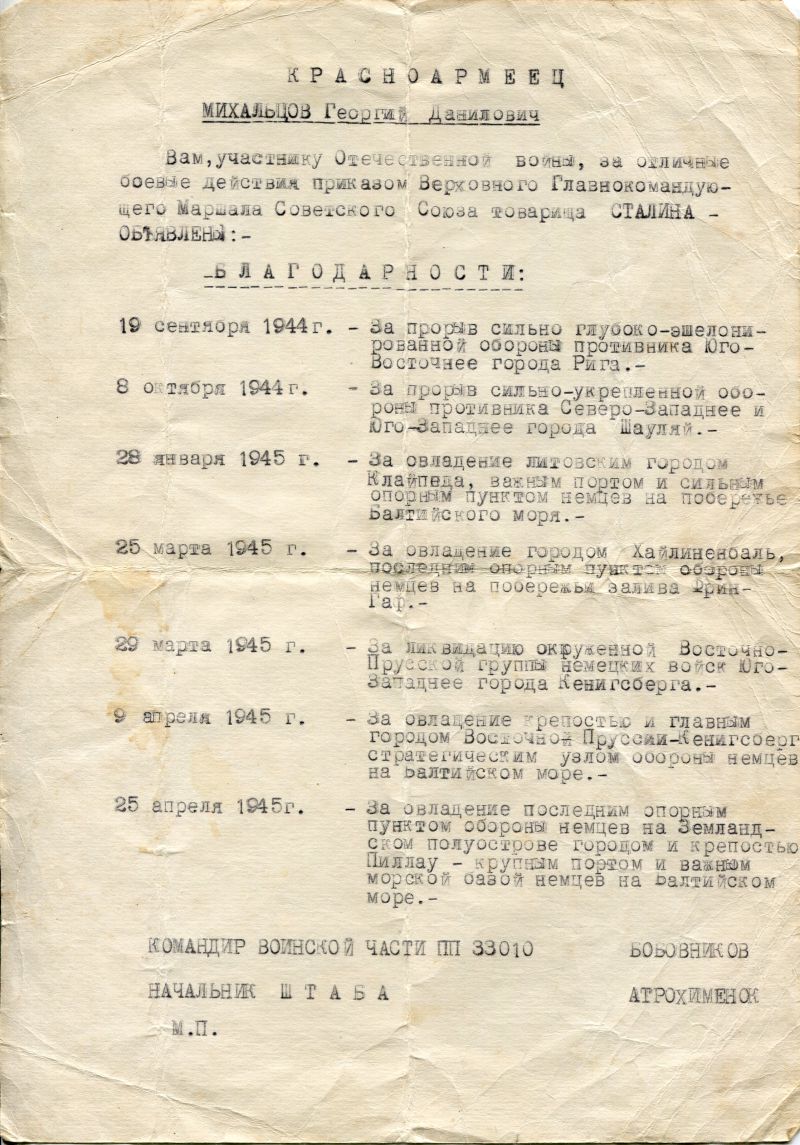 К Р А С Н О А Р М Е Е Ц
МИХАЛЬЦОВ Георгий Данилович
Вам, участнику Отечественной войны, за отличные
боевые действия приказом Верховного Главнокомандую-
щего Маршала Советского Союза товарища СТАЛИНА -
ОБЪЯВЛЕНЫ:-
Б Л А Г О Д А Р Н О С Т И:
19 сентября 1944г. - За прорыв сильно глубоко-эшелони-
рованной обороны противника Юго-
Восточнее города Рига.-
8 октября 1944г. - За прорыв сильно-укрепленной обо-
роны противника Северо-Западнее и
Юго-Западнее города Шауляй.-
28 января 1945 г. - За овладение литовским городом
Клайпеда, важным портом и сильным
опорным пунктом немцев на побережье
Балтийского моря.-
25 марта 1945 г. - За овладение городом Хайлиненбаль,
последним опорным пунктом обороны
немцев на побережьи залива Фрин-
Гаф.-
29 марта 1945 г. - За ликвидацию окруженной Восточно-
Прусской группы немецких войск Юго-
Западнее города Кенигсберга.-
9 апреля 1945 г. - За овладение крепостью и главным
городом Восточной Пруссии-Кенигсберг
стратегическим узлом обороны немцев
на Балтийском море.-
25 апреля 1945г. - За овладение последним опорным
пунктом обороны немцев на Земланд-
ском полуострове городом и крепостью
Пиллау - крупным портом и важным
морской базой немцев на Балтийском
море.-
КОМАНДИР ВОИНСКОЙ ЧАСТИ ПП 33010 БОБОВНИКОВ
НАЧАЛЬНИК Ш Т А Б А АТРОХИМЕНОК
М.П.